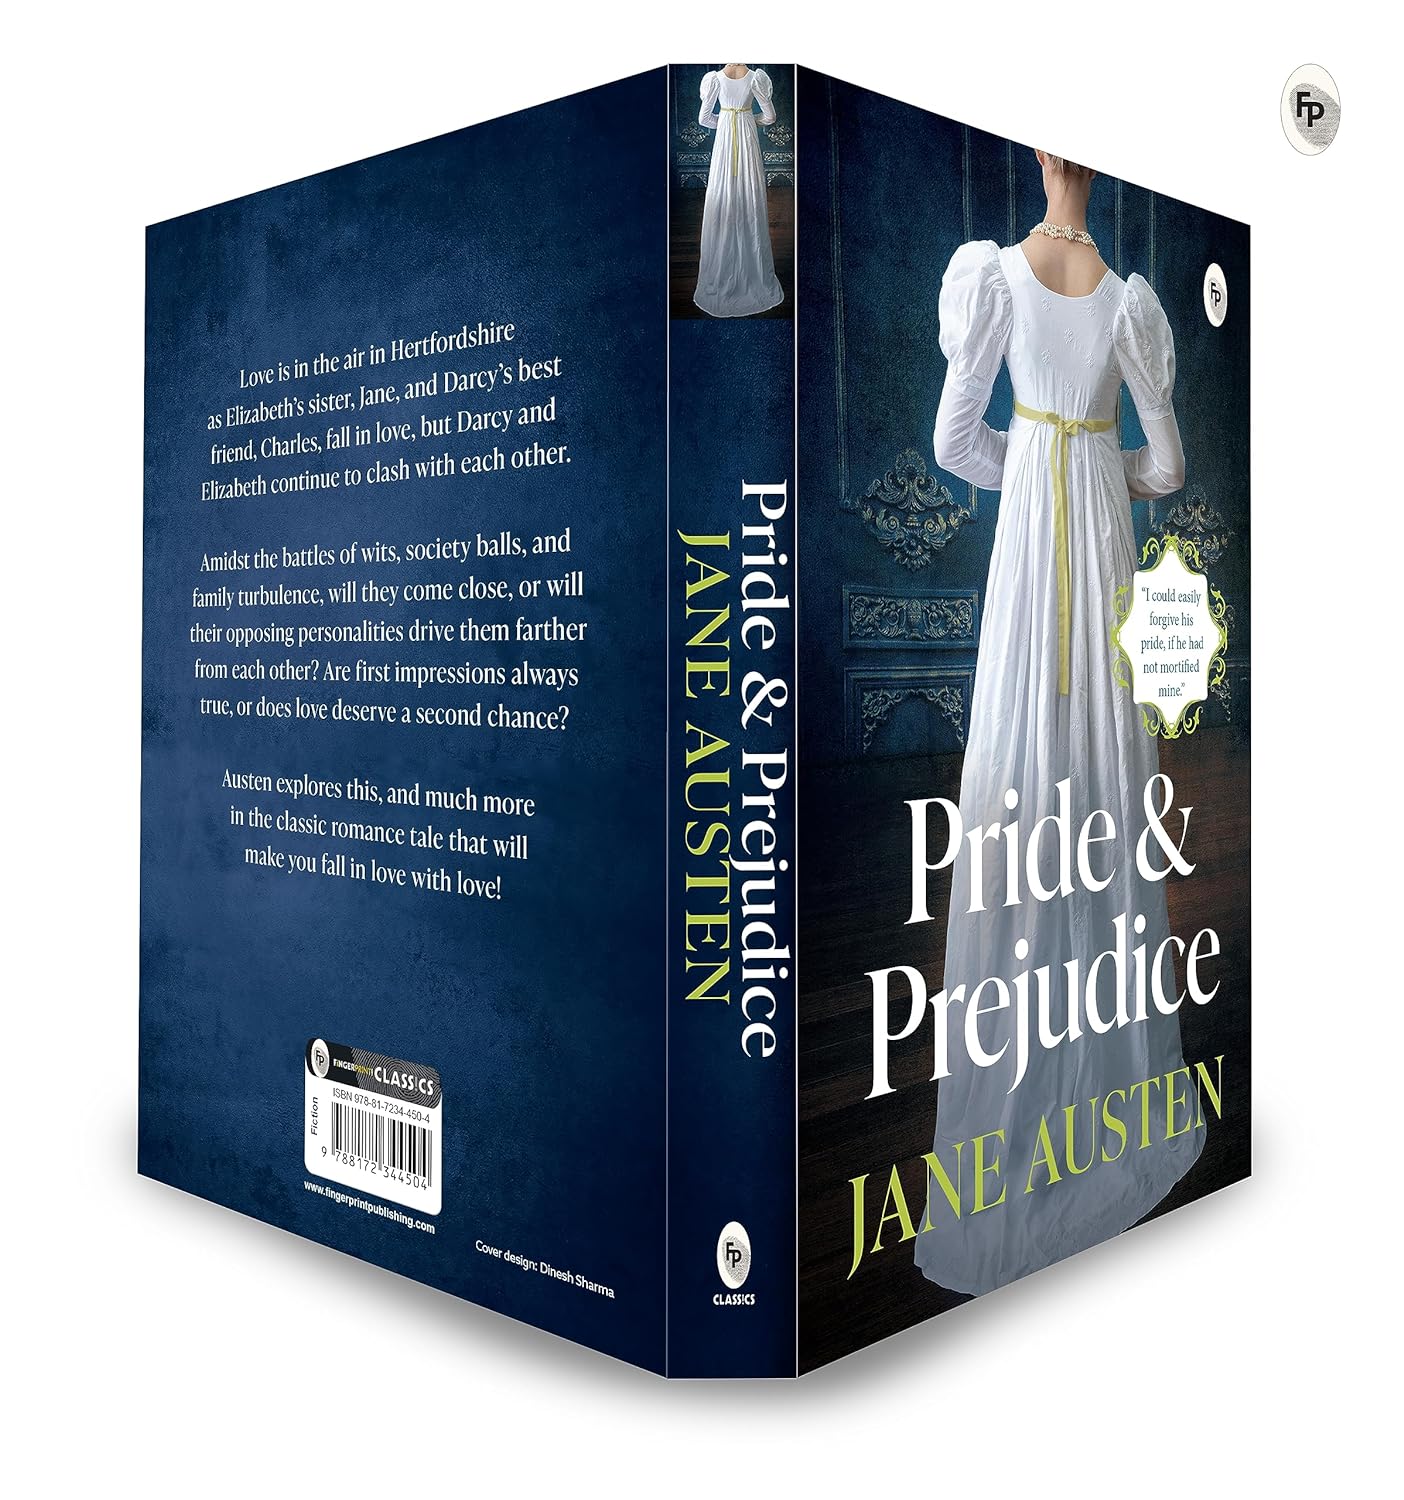 Love is in the air in Hertfordshire
as Elizabeth's sister, Jane, and Darcy's best
friend, Charles, fall in love, but Darcy and
Elizabeth continue to clash with each other.
Amidst the battles of wits, society balls, and
family turbulence, will they come close, or will
their opposing personalities drive them farther
from each other? Are first impressions always
true, or does love deserve a second chance?
Austen explores this, and much more
in the classic romance tale that will
make you fall in love with love!
FP
FiNGERPRINT! CLASS!CS
ISBN 978-81-7234-450-4
Fiction
9 788172 344504
www.fingerprintpublishing.com
Cover design: Dinesh Sharma
Pride & Prejudice
JANE AUSTEN
FP
CLASS!CS
FP
FP
"I could easily
forgive his
pride, if he had
not mortified
mine."
Pride &
Prejudice
JANE AUSTEN